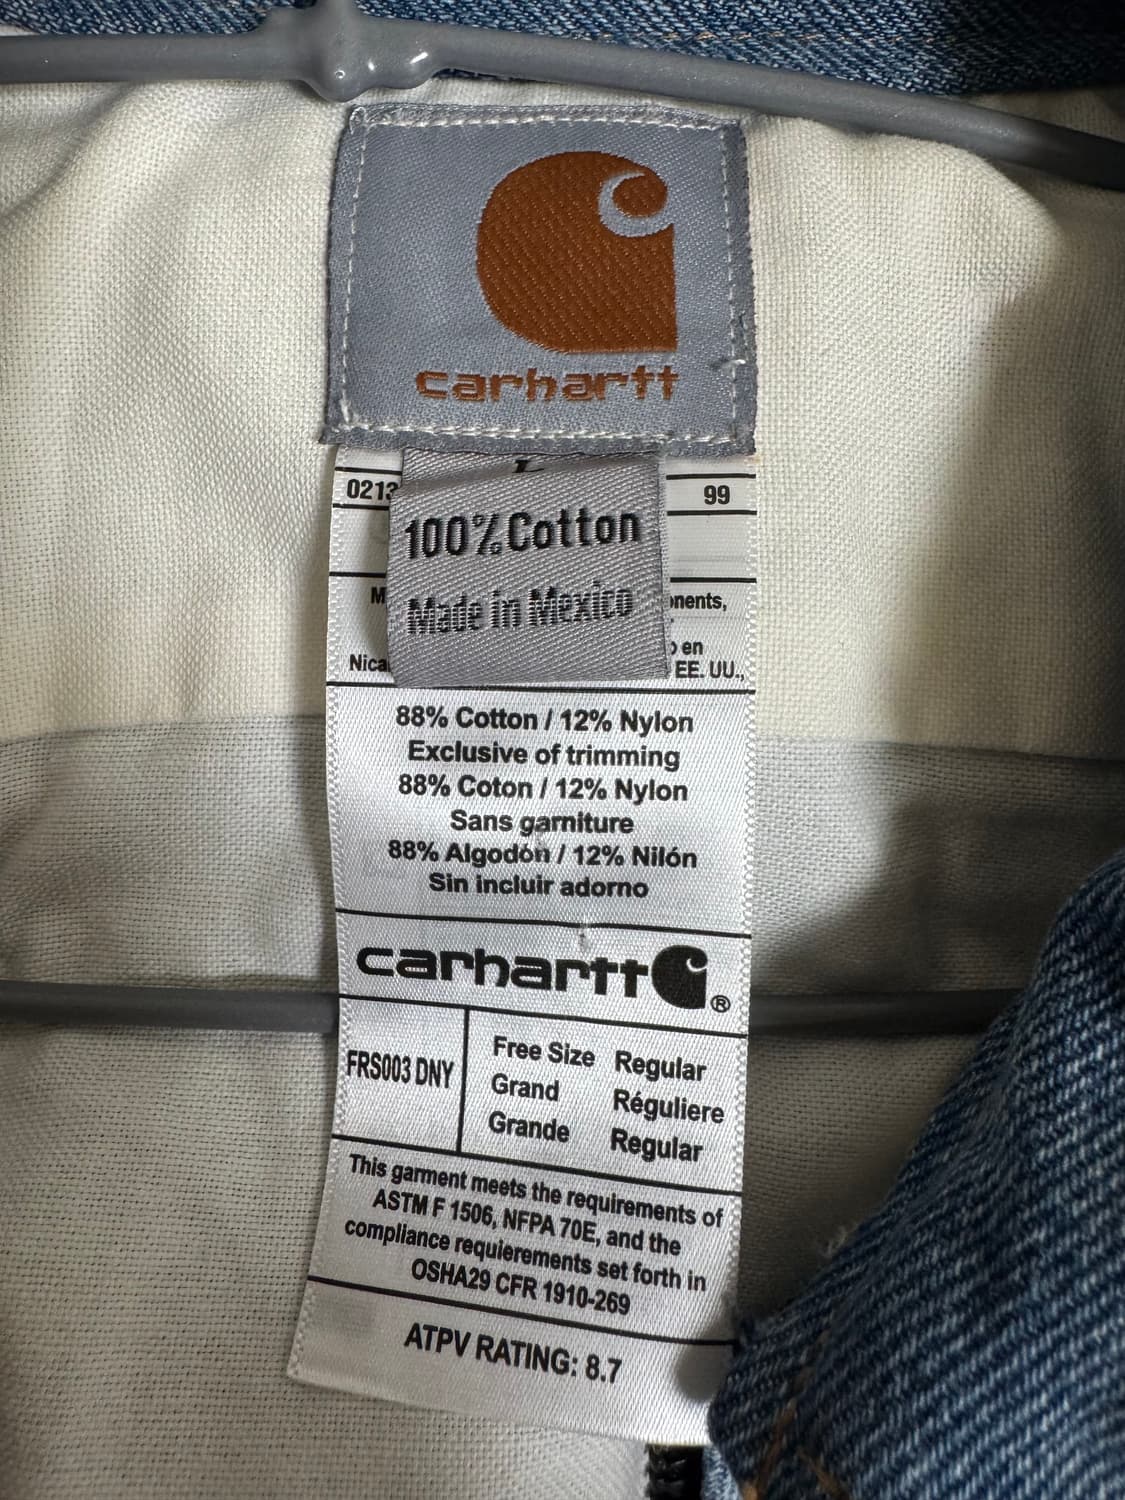 carhartt
L
0213 99
100% Cotton
Made in Mexico
onents,
en
Nica EE. UU.,
88% Cotton / 12% Nylon
Exclusive of trimming
88% Coton / 12% Nylon
Sans garniture
88% Algodón / 12% Nilón
Sin incluir adorno
carhartt ®
FRS003 DNY
Free Size Regular
Grand Réguliere
Grande Regular
This garment meets the requirements of
ASTM F 1506, NFPA 70E, and the
compliance requierements set forth in
OSHA29 CFR 1910-269
ATPV RATING: 8.7